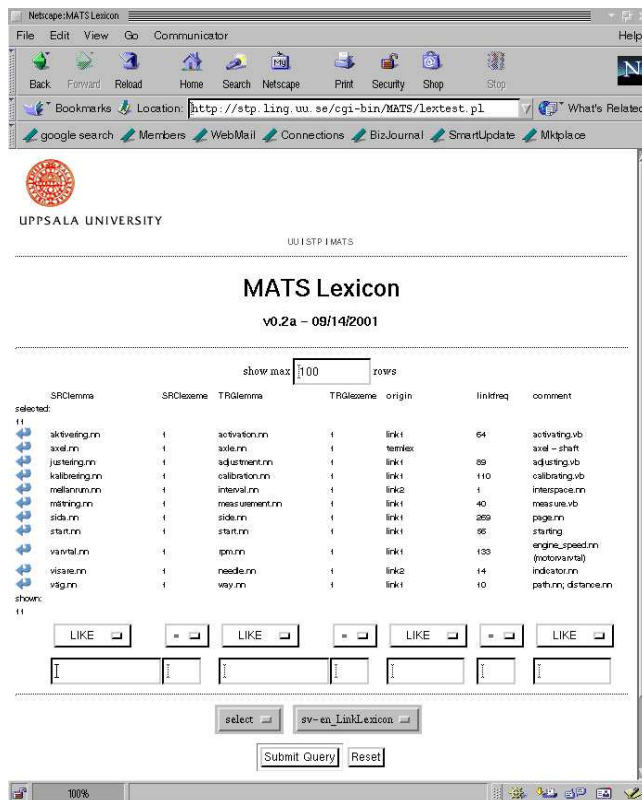 Netscape:MATS Lexicon
File Edit View Go Communicator Help
Back Forward Reload Home Search Netscape Print Security Shop Stop
My
N
Bookmarks Location: http://stp.ling.uu.se/cgi-bin/MATS/lextest.pl What's Related
google search Members WebMail Connections BizJournal SmartUpdate Mktplace
UPPSALA UNIVERSITY
UU I STP I MATS
MATS Lexicon
v0.2a – 09/14/2001
show max 100 rows
SRClemma SRClexeme TRGlemma TRGlexeme origin linkfreq comment
selected:
11
aktivering.nn 1 activation.nn 1 link1 64 activating.vb
axel.nn 1 axle.nn 1 termlex axel – shaft
justering.nn 1 adjustment.nn 1 link1 89 adjusting.vb
kalibrering.nn 1 calibration.nn 1 link1 110 calibrating.vb
mellanrum.nn 1 interval.nn 1 link2 1 interspace.nn
mätning.nn 1 measurement.nn 1 link1 40 measure.vb
sida.nn 1 side.nn 1 link1 269 page.nn
start.nn 1 start.nn 1 link1 starting
varvtal.nn 1 rpm.nn 1 link1 133 engine_speed.nn
(motorvarvtal)
visare.nn 1 needle.nn 1 link2 14 indicator.nn
väg.nn 1 way.nn 1 link1 10 path.nn; distance.nn
shown:
11
LIKE = LIKE = LIKE = LIKE
select sv-en_LinkLexicon
Submit Query Reset
100%